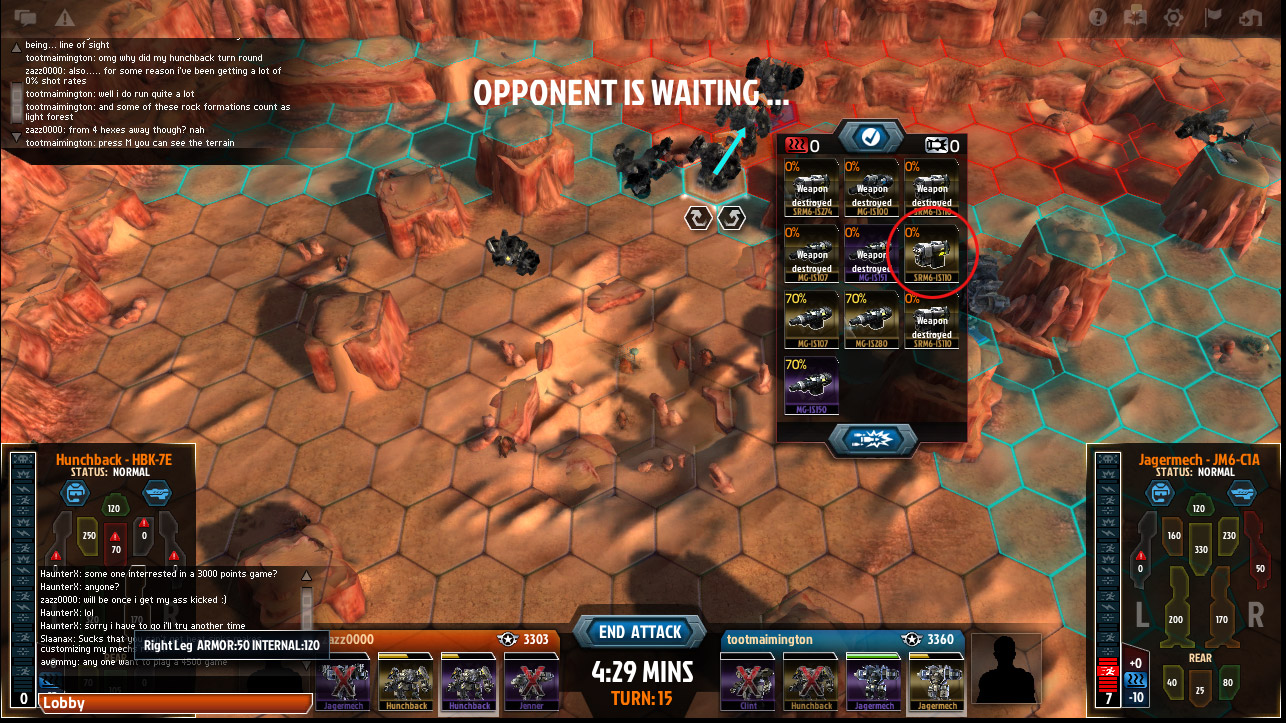 being... line of sight
tootmaimington: omg why did my hunchback turn round
zazz0000: also..... for some reason i've been getting a lot of
0% shot rates
tootmaimington: well i do run quite a lot
tootmaimington: and some of these rock formations count as
light forest
zazz0000: from 4 hexes away though? nah
tootmaimington: press M you can see the terrain
OPPONENT IS WAITING ...
0 0
0% 0% 0%
Weapon destroyed Weapon destroyed Weapon destroyed
SRM6-IS274 MG-IS100 SRM6-IS110
0% 0% 0%
Weapon destroyed Weapon destroyed
MG-IS107 MG-IS151 SRM6-IS110
70% 70% 0%
Weapon destroyed
MG-IS107 MG-IS280 SRM6-IS110
70%
MG-IS150
Hunchback - HBK-7E
STATUS: NORMAL
120
250 70 0
HaunterX: some one interrested in a 3000 points game?
HaunterX: anyone?
zazz0000: will be once i get my ass kicked :)
HaunterX: lol
HaunterX: sorry i have to go i'll try another time
Slaanax: Sucks that
customizing my mechs
avemmy: any one want to play a 4500 game
Right Leg ARMOR:50 INTERNAL:120
0
Lobby
zazz0000 3303
Jagermech Hunchback Hunchback Jenner
END ATTACK
4:29 MINS
TURN: 15
tootmaimington 3360
Clint Hunchback Jagermech Jagermech
Jagermech - JM6-C1A
STATUS: NORMAL
120
160 330 230
0 50
L R
200 170
REAR
40 25 80
+0
-10
7